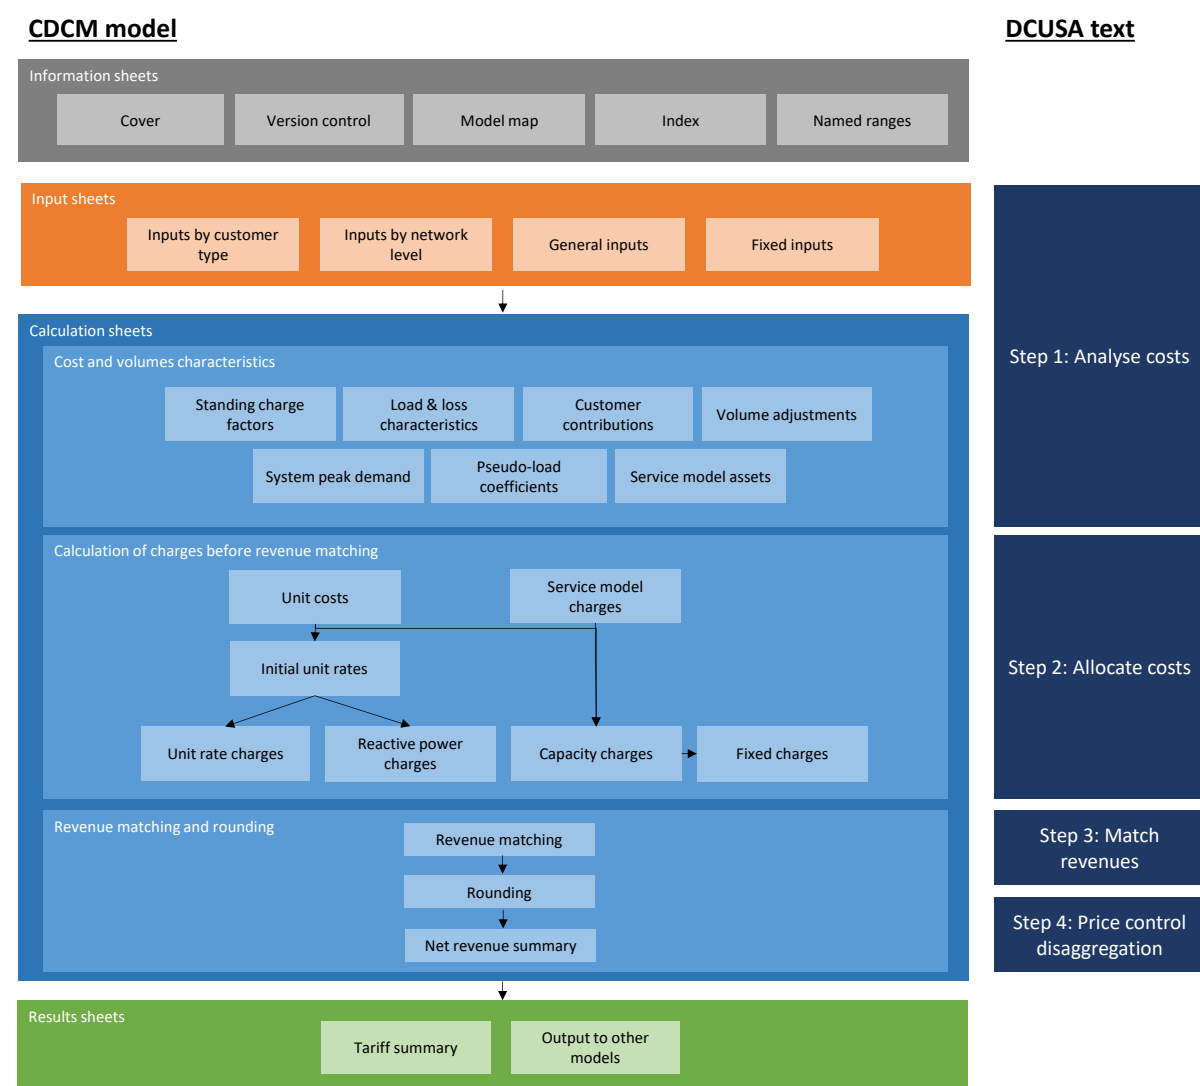 CDCM model
DCUSA text
Information sheets
Cover
Version control
Model map
Index
Named ranges
Input sheets
Inputs by customer
type
Inputs by network
level
General inputs
Fixed inputs
Calculation sheets
Cost and volumes characteristics
Standing charge
factors
Load & loss
characteristics
Customer
contributions
Volume adjustments
System peak demand
Pseudo-load
coefficients
Service model assets
Step 1: Analyse costs
Calculation of charges before revenue matching
Unit costs
Service model
charges
Initial unit rates
Unit rate charges
Reactive power
charges
Capacity charges
Fixed charges
Step 2: Allocate costs
Revenue matching and rounding
Revenue matching
Rounding
Net revenue summary
Step 3: Match
revenues
Step 4: Price control
disaggregation
Results sheets
Tariff summary
Output to other
models